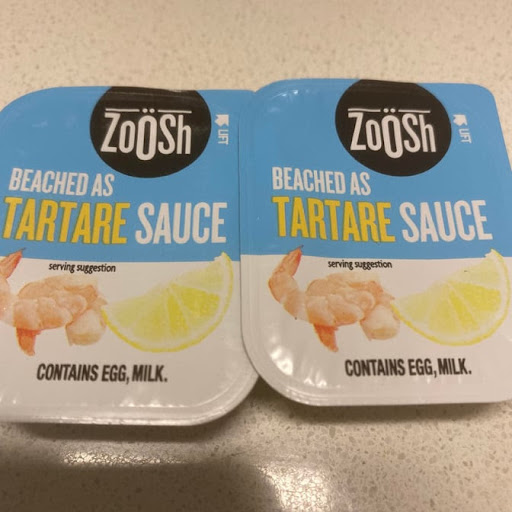 ZoÖSh
LIFT
BEACHED AS
TARTARE SAUCE
serving suggestion
CONTAINS EGG, MILK.
ZoÖSh
LIFT
BEACHED AS
TARTARE SAUCE
serving suggestion
CONTAINS EGG, MILK.